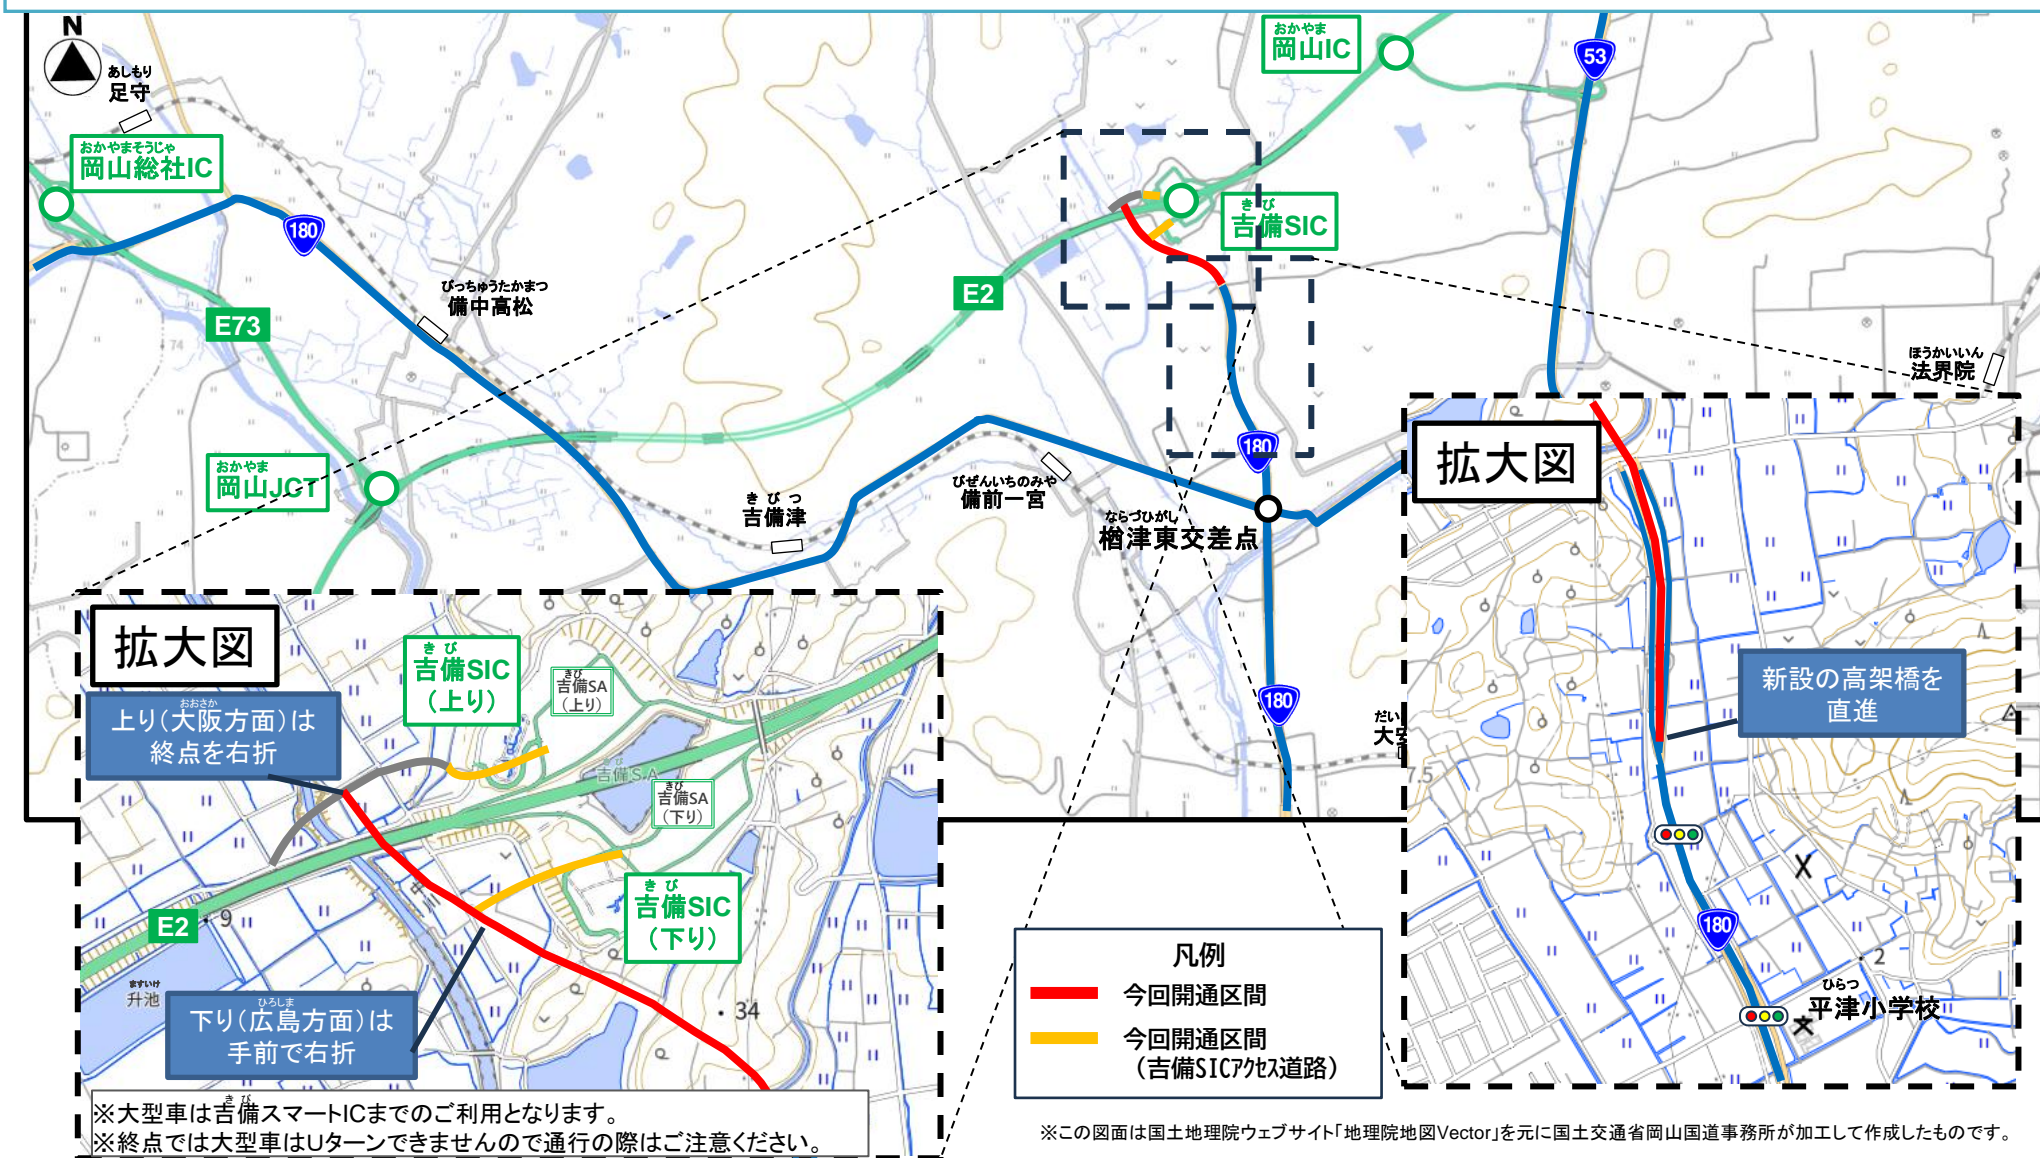 N
あしもり
足守
おかやまそうじゃ
岡山総社IC
180
E73
びっちゅうたかまつ
備中高松
おかやま
岡山JCT
きびつ
吉備津
E2
おかやま
岡山IC
53
きび
吉備SIC
180
びぜんいちのみや
備前一宮
ならづひがし
楢津東交差点
180
ほうかいいん
法界院
だい
74
拡大図
きび
吉備SIC
(上り)
きび
吉備SA
(上り)
おおさか
上り(大阪方面)は
終点を右折
吉備S.A
きび
吉備SA
(下り)
きび
吉備SIC
(下り)
E2
9
ますいけ
升池
ひろしま
下り(広島方面)は
手前で右折
34
きび
※大型車は吉備スマートICまでのご利用となります。
※終点では大型車はUターンできませんので通行の際はご注意ください。
拡大図
新設の高架橋を
直進
7.5
180
2
ひらつ
平津小学校
凡例
今回開通区間
今回開通区間
(吉備SICアクセス道路)
※この図面は国土地理院ウェブサイト「地理院地図Vector」を元に国土交通省岡山国道事務所が加工して作成したものです。